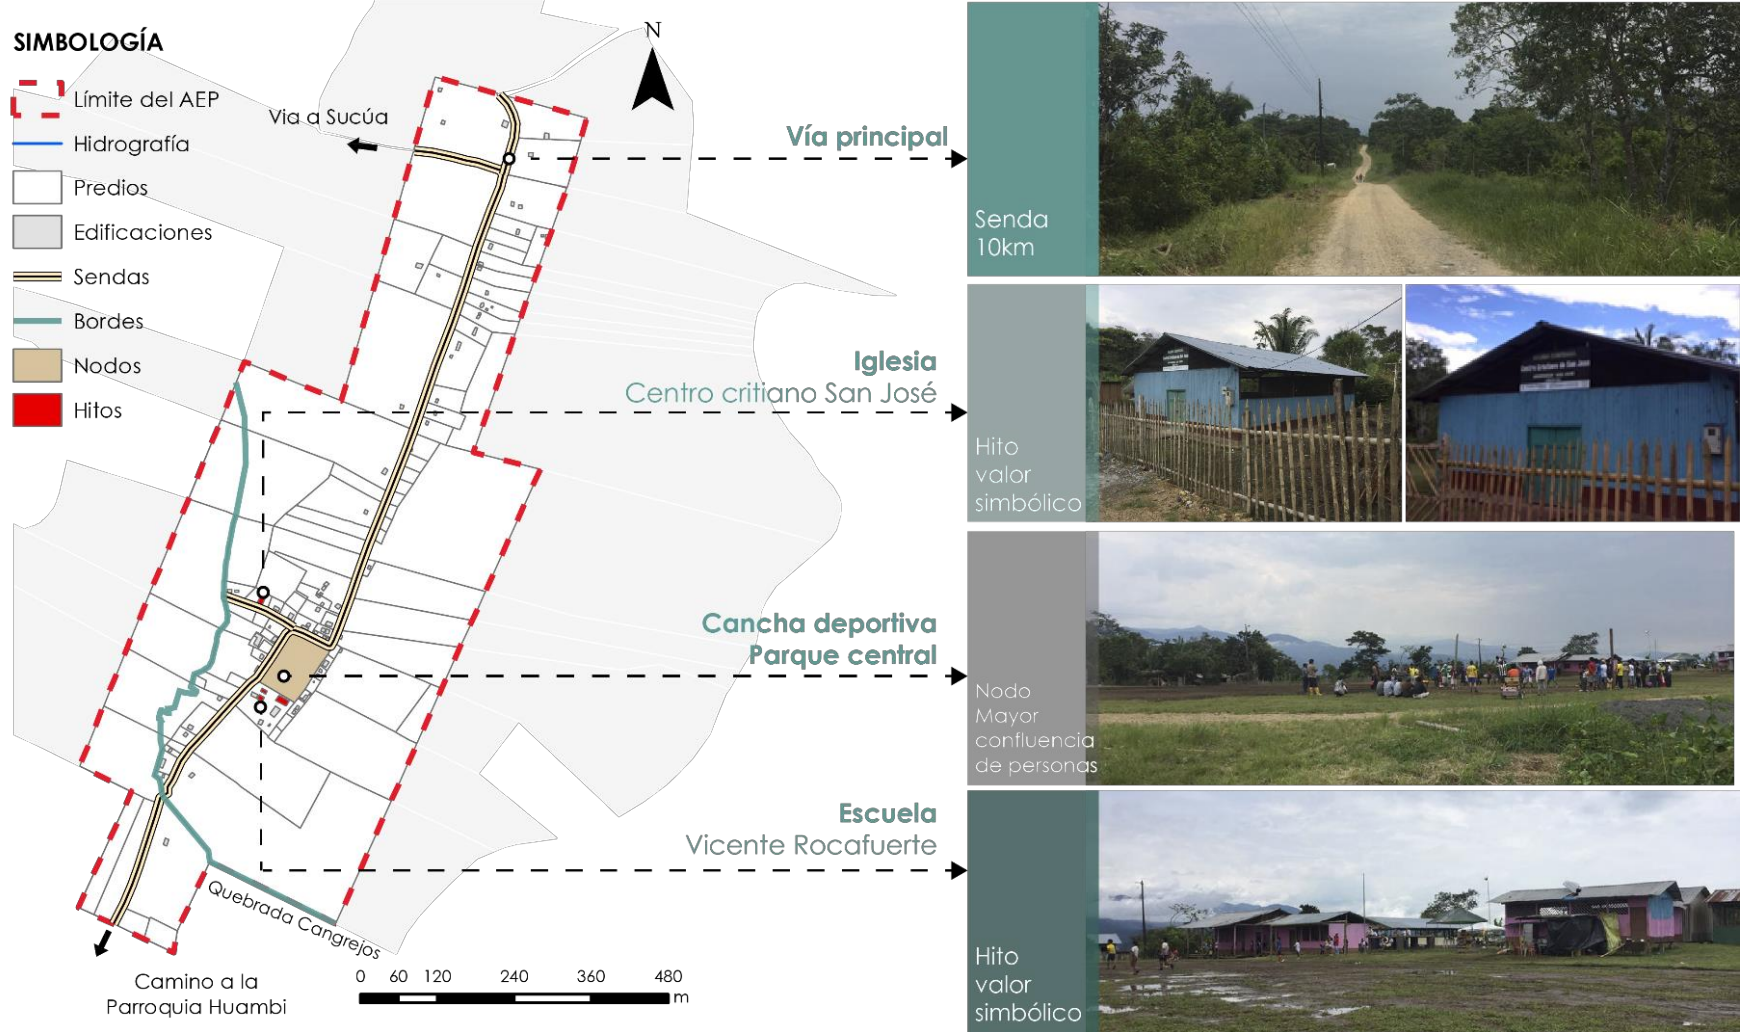 SIMBOLOGÍA
Límite del AEP
Hidrografía
Predios
Edificaciones
Sendas
Bordes
Nodos
Hitos
N
Via a Sucúa
Quebrada Cangrejos
Camino a la
Parroquia Huambi
0 60 120 240 360 480
m
Vía principal
Senda
10km
Iglesia
Centro critiano San José
Hito
valor
simbólico
Cancha deportiva
Parque central
Nodo
Mayor
confluencia
de personas
Escuela
Vicente Rocafuerte
Hito
valor
simbólico